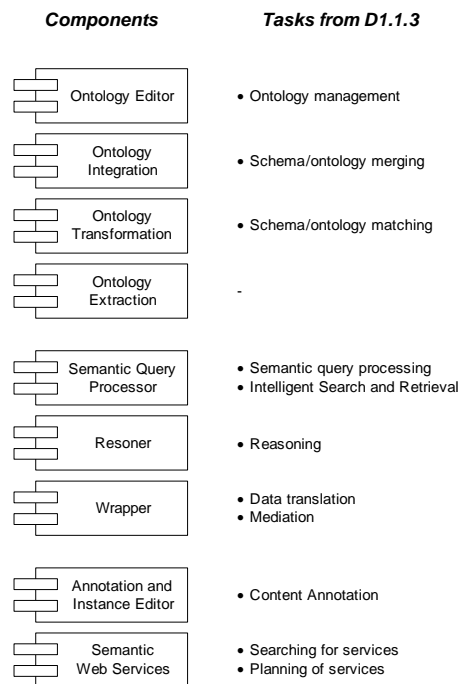 Components Tasks from D1.1.3
Ontology Editor • Ontology management
Ontology
Integration • Schema/ontology merging
Ontology
Transformation • Schema/ontology matching
Ontology
Extraction -
Semantic Query
Processor
• Semantic query processing
• Intelligent Search and Retrieval
Resoner • Reasoning
Wrapper
• Data translation
• Mediation
Annotation and
Instance Editor • Content Annotation
Semantic
Web Services
• Searching for services
• Planning of services